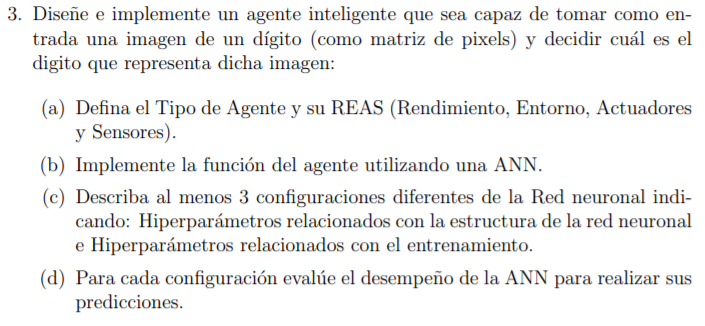 3. Diseñe e implemente un agente inteligente que sea capaz de tomar como en-
trada una imagen de un dígito (como matriz de pixels) y decidir cuál es el
digito que representa dicha imagen:
(a) Defina el Tipo de Agente y su REAS (Rendimiento, Entorno, Actuadores
y Sensores).
(b) Implemente la función del agente utilizando una ANN.
(c) Describa al menos 3 configuraciones diferentes de la Red neuronal indi-
cando: Hiperparámetros relacionados con la estructura de la red neuronal
e Hiperparámetros relacionados con el entrenamiento.
(d) Para cada configuración evalúe el desempeño de la ANN para realizar sus
predicciones.